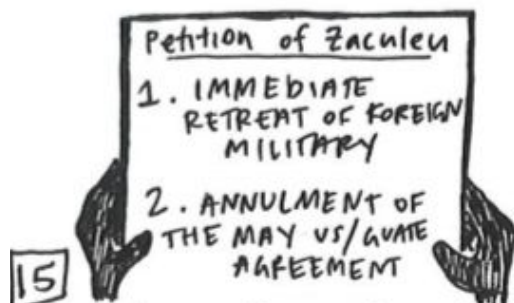 Petition of Zaculeu
1. IMMEDIATE
RETREAT OF FOREIGN
MILITARY
2. ANNULMENT OF
THE MAY US/GUATE
AGREEMENT
15